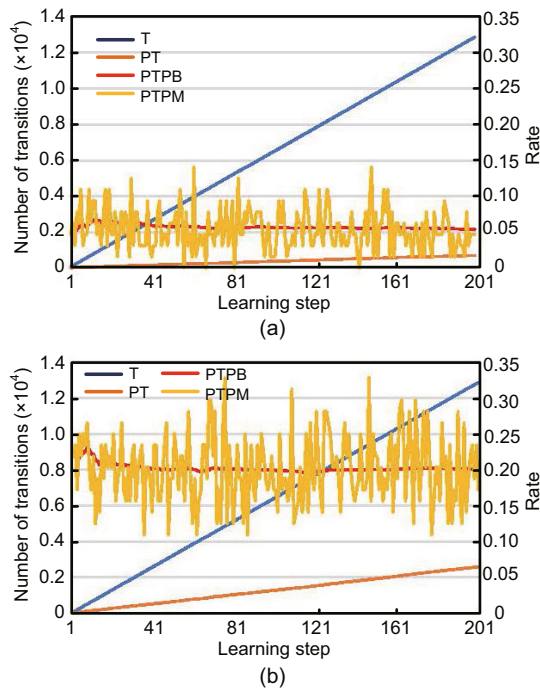 1.4
1.2
1.0
0.8
0.6
0.4
0.2
0
Number of transitions (×10⁴)
T
PT
PTPB
PTPM
0.35
0.30
0.25
0.20
0.15
0.10
0.05
0
Rate
1 41 81 121 161 201
Learning step
(a)
1.4
1.2
1.0
0.8
0.6
0.4
0.2
0
Number of transitions (×10⁴)
T PTPB
PT PTPM
0.35
0.30
0.25
0.20
0.15
0.10
0.05
0
Rate
1 41 81 121 161 201
Learning step
(b)